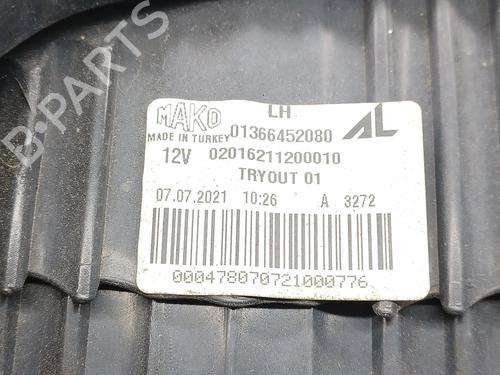 B-PARTS
LH
MAKO
MADE IN TURKEY
01366452080
AL
12V 02016211200010
TRYOUT 01
07.07.2021 10:26 A 3272
000478070721000776